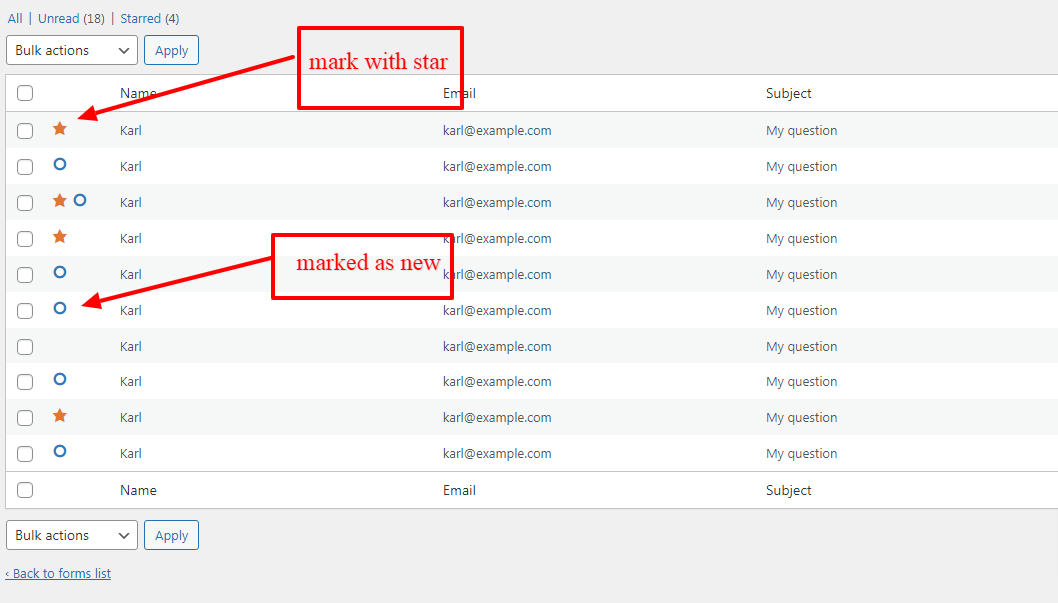 All | Unread (18) | Starred (4)
Bulk actions Apply
mark with star
Name Email Subject
Karl karl@example.com My question
Karl karl@example.com My question
Karl karl@example.com My question
Karl karl@example.com My question
marked as new
Karl karl@example.com My question
Karl karl@example.com My question
Karl karl@example.com My question
Karl karl@example.com My question
Karl karl@example.com My question
Karl karl@example.com My question
Name Email Subject
Bulk actions Apply
‹ Back to forms list